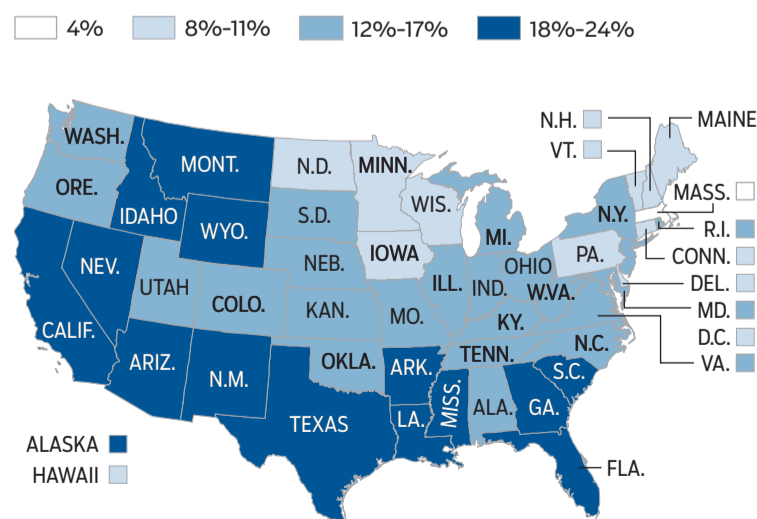 4%
8%-11%
12%-17%
18%-24%
N.H.
MAINE
WASH.
VT.
MONT.
N.D.
MINN.
ORE.
MASS.
IDAHO
WIS.
S.D.
N.Y.
WYO.
R.I.
MI.
IOWA
PA.
CONN.
NEV.
NEB.
OHIO
UTAH
ILL.
IND.
DEL.
COLO.
W.VA.
KAN.
MD.
MO.
KY.
CALIF.
D.C.
N.C.
TENN.
ARIZ.
OKLA.
VA.
ARK.
S.C.
N.M.
MISS.
ALA.
GA.
LA.
TEXAS
ALASKA
FLA.
HAWAII